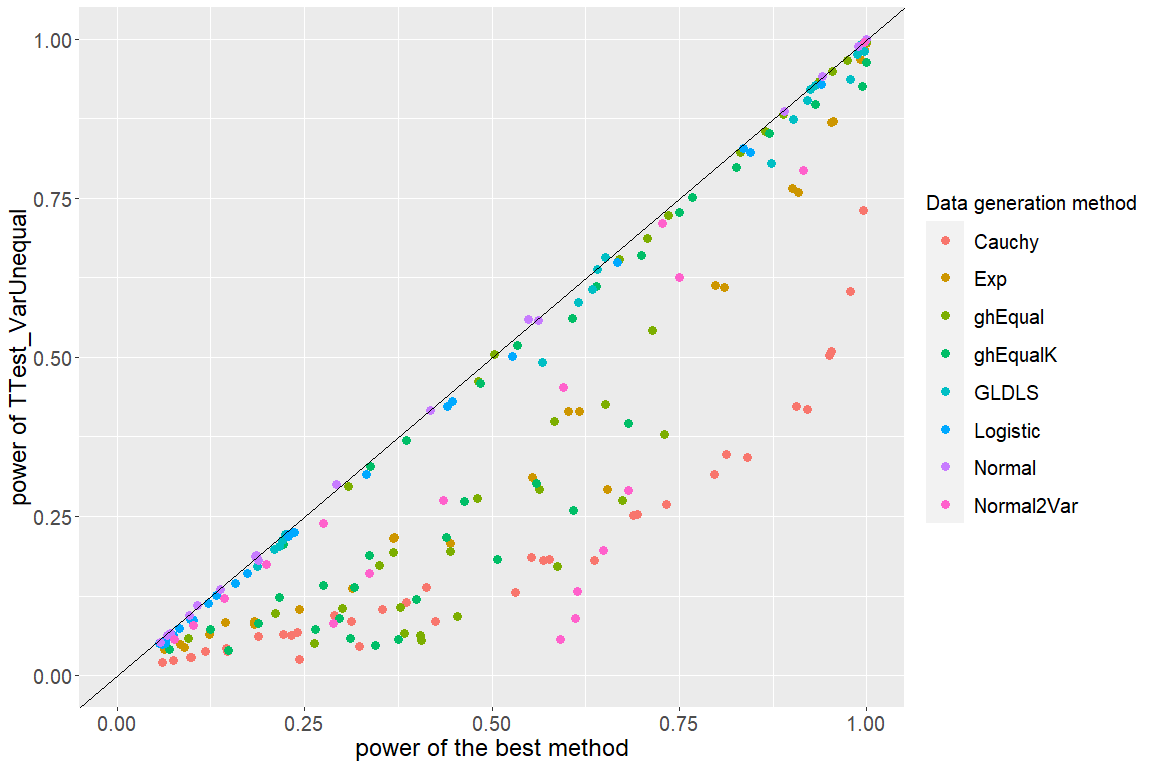 power of TTest_VarUnequal
1.00
0.75
0.50
0.25
0.00
0.00 0.25 0.50 0.75 1.00
power of the best method
Data generation method
Cauchy
Exp
ghEqual
ghEqualK
GLDLS
Logistic
Normal
Normal2Var